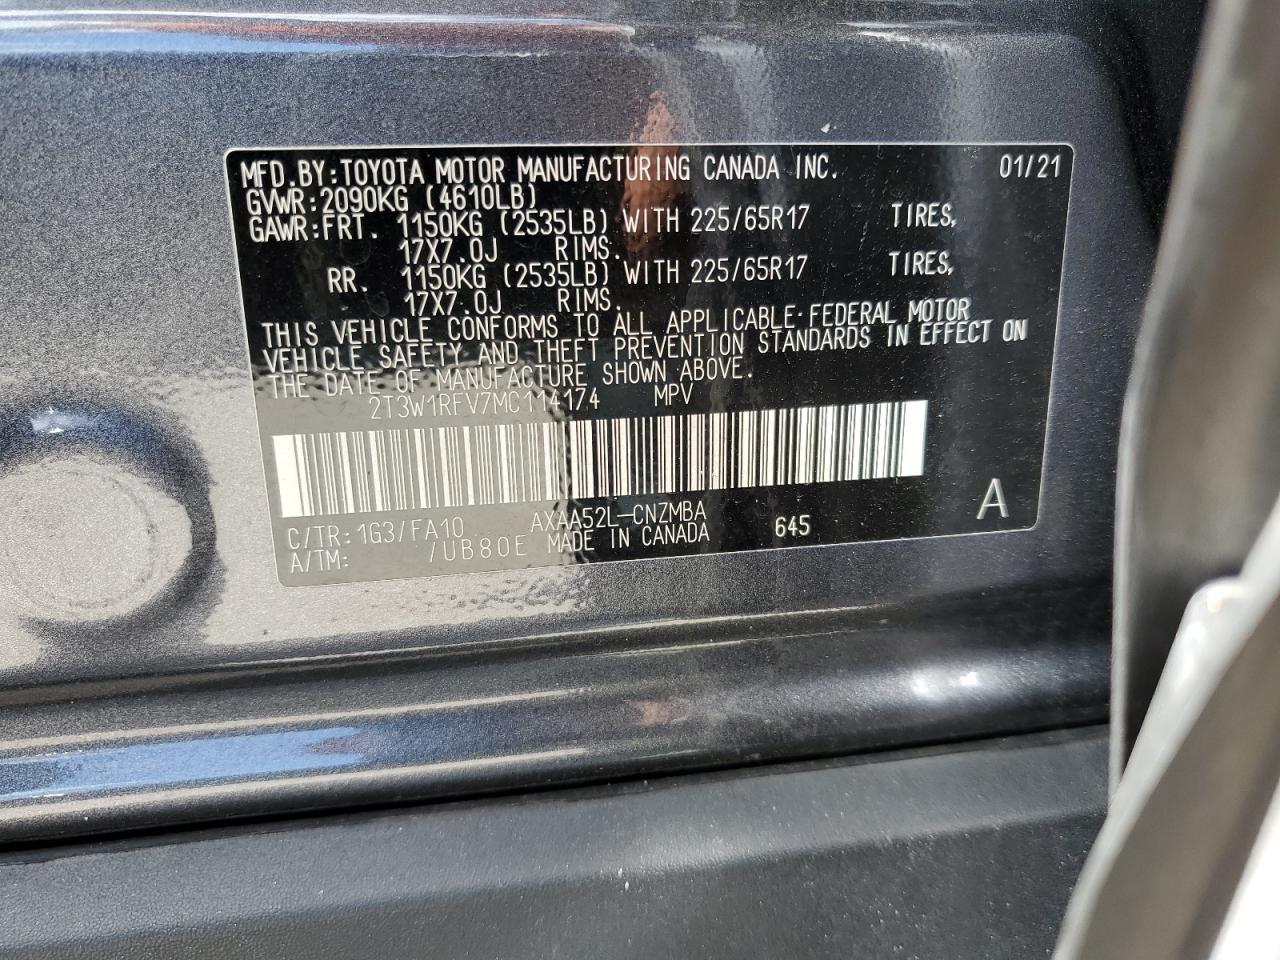 MFD.BY:TOYOTA MOTOR MANUFACTURING CANADA INC. 01/21
GVWR:2090KG (4610LB)
GAWR:FRT. 1150KG (2535LB) WITH 225/65R17 TIRES,
17X7.0J RIMS.
RR. 1150KG (2535LB) WITH 225/65R17 TIRES,
17X7.0J RIMS.
THIS VEHICLE CONFORMS TO ALL APPLICABLE FEDERAL MOTOR
VEHICLE SAFETY AND THEFT PREVENTION STANDARDS IN EFFECT ON
THE DATE OF MANUFACTURE SHOWN ABOVE.
2T3W1RFV7MC114174 MPV
C/TR:1G3/FA10 AXAA52L-CNZMBA 645 A
A/TM: /UB80E MADE IN CANADA